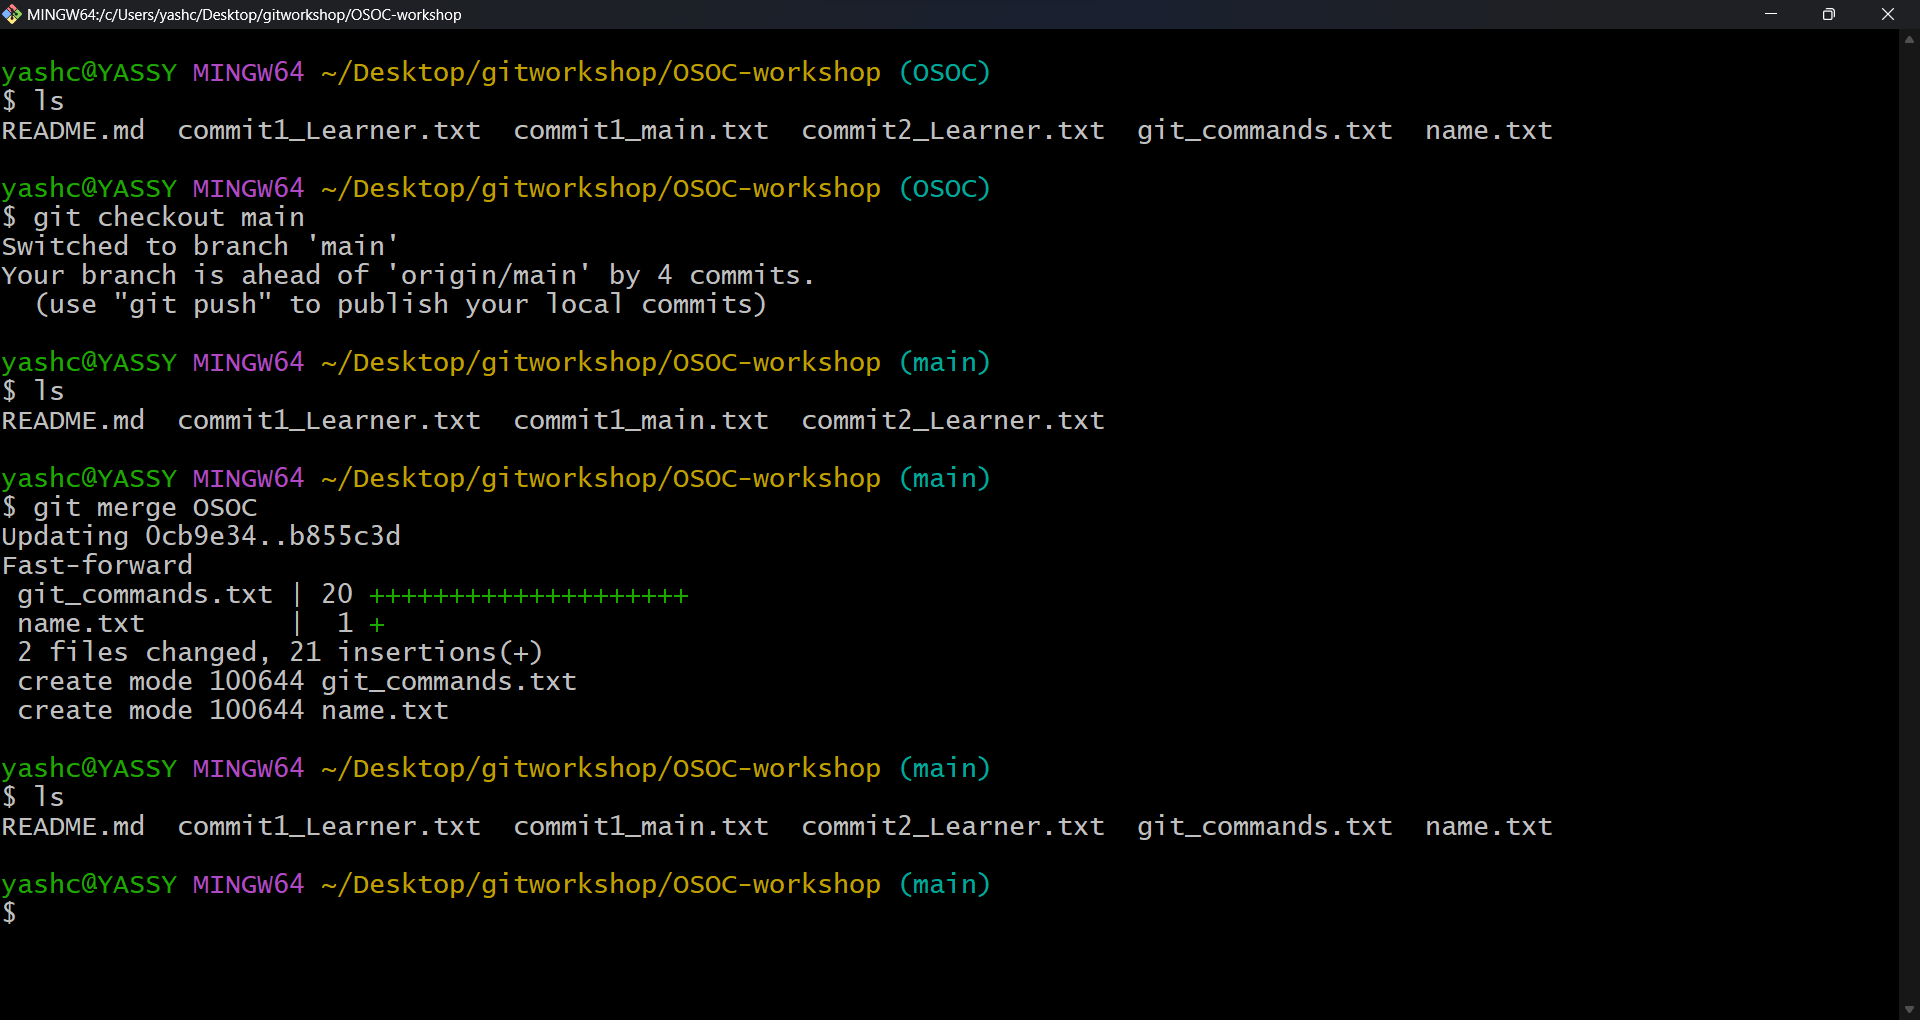 MINGW64:/c/Users/yashc/Desktop/gitworkshop/OSOC-workshop
yashc@YASSY MINGW64 ~/Desktop/gitworkshop/OSOC-workshop (OSOC)
$ ls
README.md  commit1_Learner.txt  commit1_main.txt  commit2_Learner.txt  git_commands.txt  name.txt
yashc@YASSY MINGW64 ~/Desktop/gitworkshop/OSOC-workshop (OSOC)
$ git checkout main
Switched to branch 'main'
Your branch is ahead of 'origin/main' by 4 commits.
  (use "git push" to publish your local commits)
yashc@YASSY MINGW64 ~/Desktop/gitworkshop/OSOC-workshop (main)
$ ls
README.md  commit1_Learner.txt  commit1_main.txt  commit2_Learner.txt
yashc@YASSY MINGW64 ~/Desktop/gitworkshop/OSOC-workshop (main)
$ git merge OSOC
Updating 0cb9e34..b855c3d
Fast-forward
 git_commands.txt | 20 ++++++++++++++++++++
 name.txt         |  1 +
 2 files changed, 21 insertions(+)
 create mode 100644 git_commands.txt
 create mode 100644 name.txt
yashc@YASSY MINGW64 ~/Desktop/gitworkshop/OSOC-workshop (main)
$ ls
README.md  commit1_Learner.txt  commit1_main.txt  commit2_Learner.txt  git_commands.txt  name.txt
yashc@YASSY MINGW64 ~/Desktop/gitworkshop/OSOC-workshop (main)
$